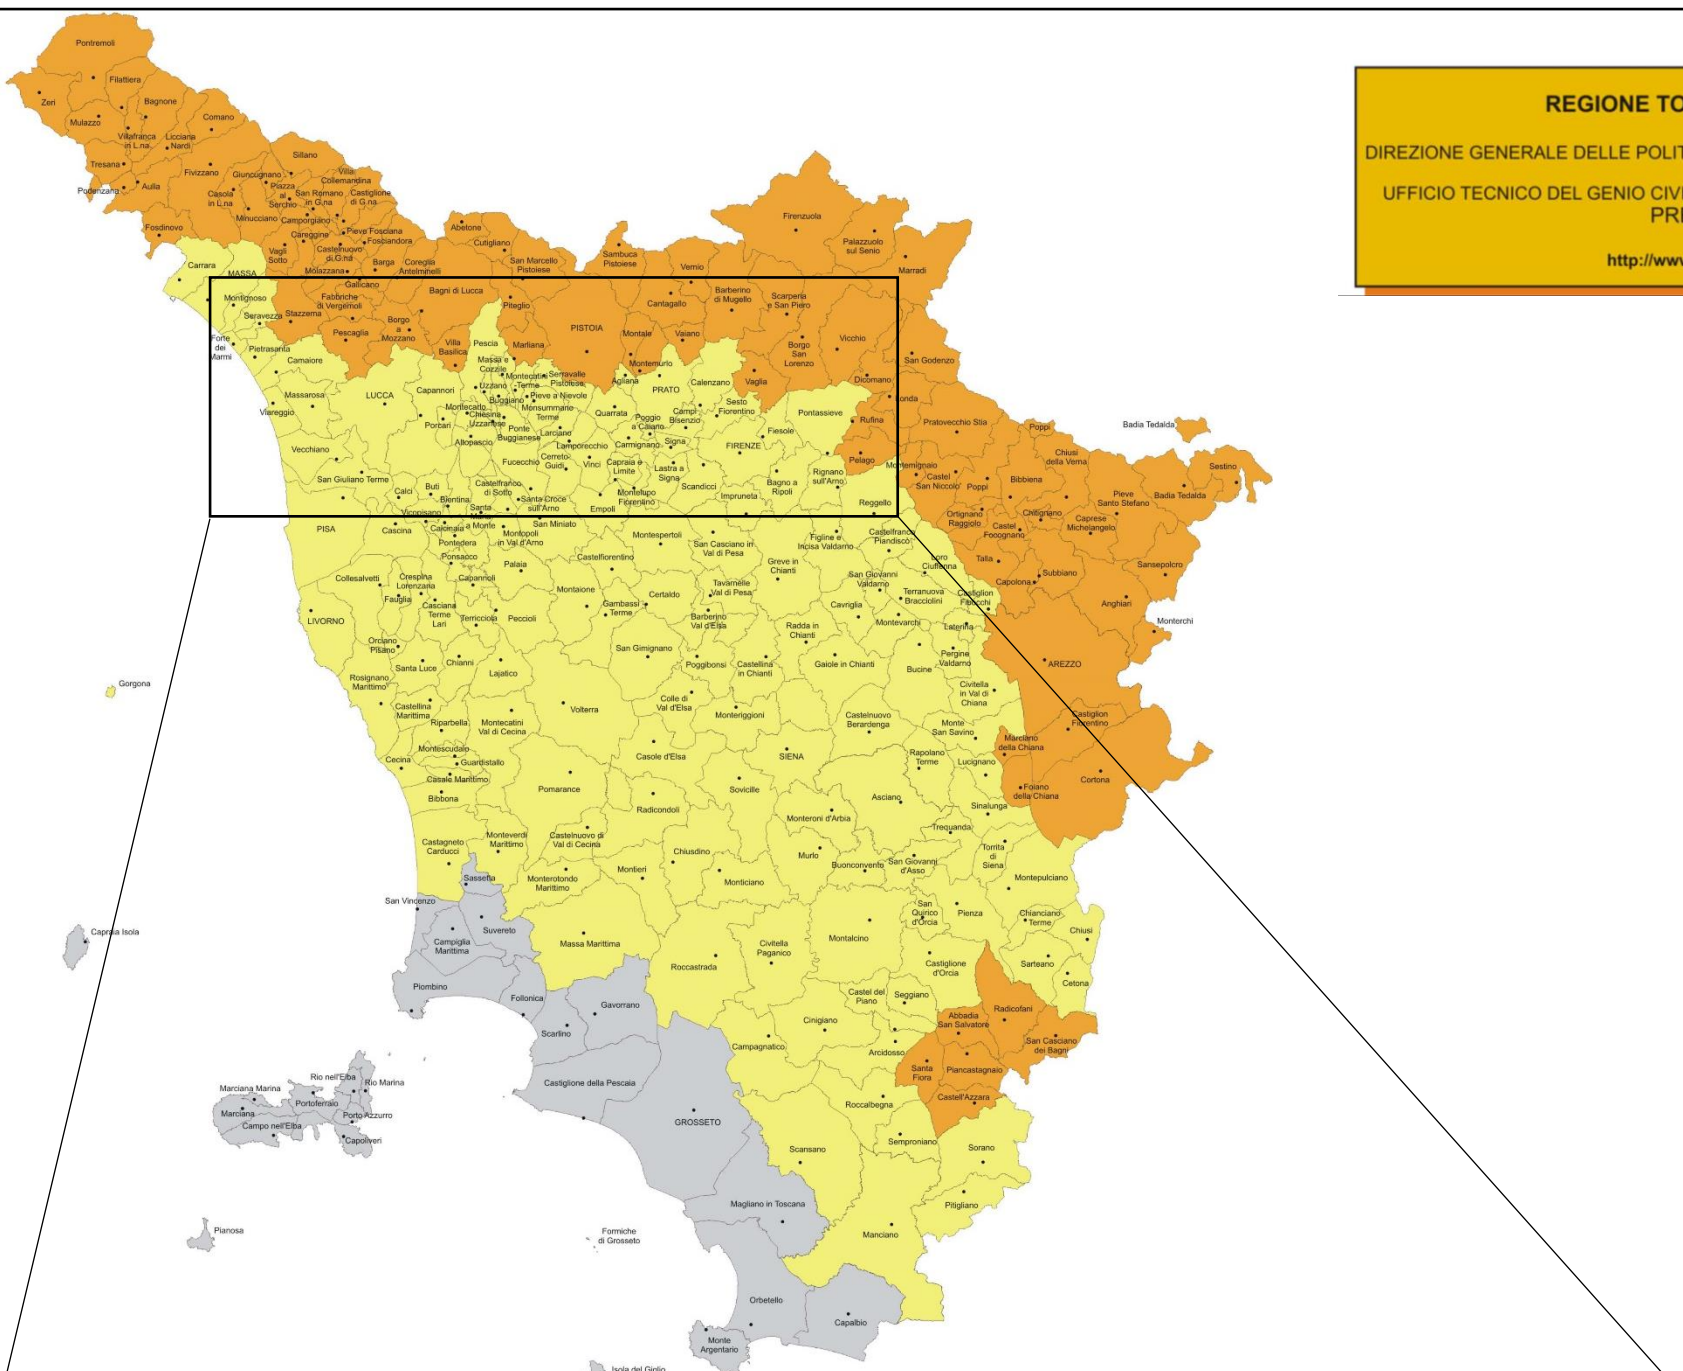 Pontremoli
Zeri
Filattiera
Bagnone
Mulazzo
Comano
Villafranca
in L.na
Licciana
Nardi
Tresana
Podenzana
Aulla
Fivizzano
Giuncugnano
Sillano
Villa
Collemandina
Casola
in L.na
Piazza
al
Serchio
San Romano
in G.na
Castiglione
di G.na
Minucciano
Camporgiano
Fosdinovo
Careggine
Pieve Fosciana
Fosciandora
Vagli
Sotto
Castelnuovo
di G.na
Molazzana
Barga
Coreglia
Antelminelli
Gallicano
Abetone
Cutigliano
San Marcello
Pistoiese
Sambuca
Pistoiese
Vernio
Firenzuola
Palazzuolo
sul Senio
Marradi
Carrara
MASSA
Montignoso
Seravezza
Stazzema
Fabbriche
di Vergemoli
Bagni di Lucca
Piteglio
Pescaglia
Borgo
a
Mozzano
Villa
Basilica
Pescia
Marliana
PISTOIA
Cantagallo
Montale
Vaiano
Montemurlo
Barberino
di Mugello
Scarperia
e San Piero
Borgo
San
Lorenzo
Vicchio
San Godenzo
Dicomano
Londa
Vaglia
Forte
dei
Marmi
Pietrasanta
Camaiore
Massarosa
Viareggio
LUCCA
Capannori
Massa e
Cozzile
Uzzano
Montecatini
Terme
Serravalle
Pistoiese
Buggiano
Pieve a Nievole
Monsummano
Terme
Montecarlo
Chiesina
Uzzanese
Ponte
Buggianese
Porcari
Altopascio
Larciano
Lamporecchio
Agliana
PRATO
Calenzano
Quarrata
Poggio
a Caiano
Campi
Bisenzio
Sesto
Fiorentino
Carmignano
Signa
Fiesole
FIRENZE
Pontassieve
Rufina
Pelago
Vecchiano
San Giuliano Terme
Fucecchio
Cerreto
Guidi
Vinci
Capraia e
Limite
Lastra a
Signa
Scandicci
Impruneta
Bagno a
Ripoli
Rignano
sull'Arno
Reggello
Calci
Buti
Bientina
Castelfranco
di Sotto
Santa Croce
sull'Arno
Montelupo
Fiorentino
Empoli
PISA
Cascina
Vicopisano
Calcinaia
Santa
a Monte
Pontedera
Ponsacco
Montopoli
in Val d'Arno
San Miniato
Montespertoli
San Casciano in
Val di Pesa
Figline e
Incisa Valdarno
Castelfranco
Piandiscò
Loro
Ciuffenna
Castelfiorentino
Greve in
Chianti
San Giovanni
Valdarno
Terranuova
Bracciolini
Castiglion
Fibocchi
Collesalvetti
Crespina
Lorenzana
Fauglia
Casciana
Terme
Lari
Capannoli
Palaia
Terricciola
Peccioli
Montaione
Gambassi
Terme
Certaldo
Tavarnelle
Val di Pesa
Barberino
Val d'Elsa
Cavriglia
Montevarchi
Laterina
Radda in
Chianti
LIVORNO
Orciano
Pisano
Santa Luce
Chianni
Lajatico
San Gimignano
Poggibonsi
Castellina
in Chianti
Gaiole in Chianti
Bucine
Pergine
Valdarno
Civitella
in Val di
Chiana
Rosignano
Marittimo
Castellina
Marittima
Riparbella
Montecatini
Val di Cecina
Volterra
Colle di
Val d'Elsa
Monteriggioni
Castelnuovo
Berardenga
Monte
San Savino
Montescudaio
Guardistallo
Cecina
Casale Marittimo
Bibbona
Pomarance
Casole d'Elsa
SIENA
Rapolano
Terme
Lucignano
Marciano
della Chiana
Foiano
della Chiana
Radicondoli
Sovicille
Asciano
Sinalunga
Castagneto
Carducci
Monteverdi
Marittimo
Castelnuovo di
Val di Cecina
Monteroni d'Arbia
Trequanda
Torrita
di
Siena
Montieri
Chiusdino
Monticiano
Murlo
Buonconvento
San Giovanni
d'Asso
Montepulciano
Monterotondo
Marittimo
Sassetta
San Vincenzo
Suvereto
Campiglia
Marittima
Massa Marittima
Roccastrada
Civitella
Paganico
Montalcino
San
Quirico
d'Orcia
Pienza
Chianciano
Terme
Chiusi
Castiglione
d'Orcia
Sarteano
Cetona
Piombino
Follonica
Scarlino
Gavorrano
Castel del
Piano
Seggiano
Cinigiano
Campagnatico
Arcidosso
Abbadia
San Salvatore
Radicofani
San Casciano
dei Bagni
Santa
Fiora
Piancastagnaio
Castell'Azzara
Castiglione della Pescaia
GROSSETO
Roccalbegna
Semproniano
Sorano
Scansano
Magliano in Toscana
Pitigliano
Manciano
Orbetello
Capalbio
Monte
Argentario
Isola del Giglio
Formiche
di Grosseto
Pianosa
Gorgona
Capraia Isola
Marciana Marina
Rio nell'Elba
Rio Marina
Marciana
Portoferraio
Porto Azzurro
Campo nell'Elba
Capoliveri
Pratovecchio Stia
Poppi
Badia Tedalda
Chiusi
della Verna
Sestino
Montemignaio
Castel
San Niccolo'
Poppi
Bibbiena
Pieve
Santo Stefano
Badia Tedalda
Ortignano
Raggiolo
Castel
Focognano
Chitignano
Caprese
Michelangelo
Talla
Subbiano
Capolona
Sansepolcro
Anghiari
Monterchi
AREZZO
Castiglion
Fiorentino
Cortona
REGIONE TO
DIREZIONE GENERALE DELLE POLIT
UFFICIO TECNICO DEL GENIO CIVI
PRE
http://www